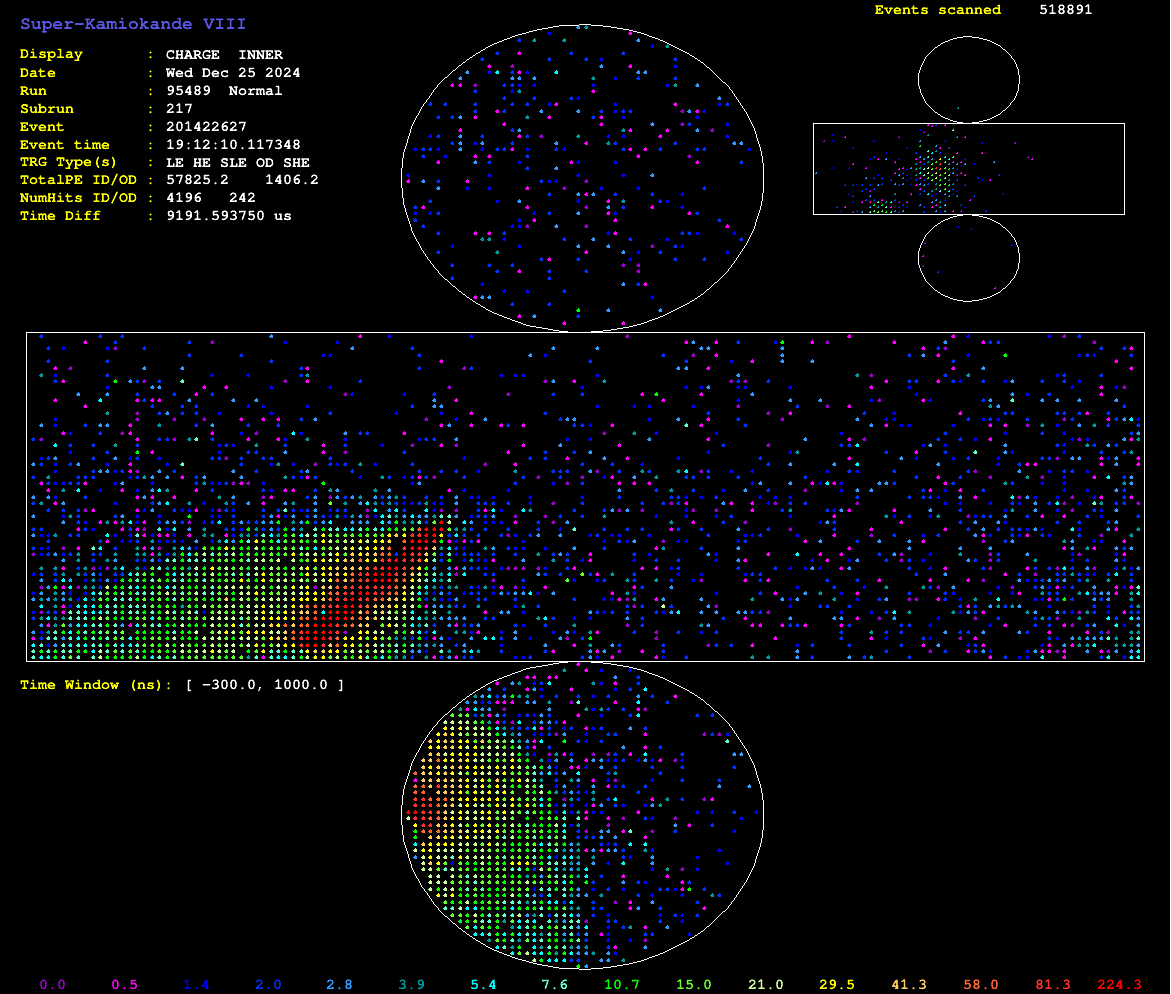 Super-Kamiokande VIII
Events scanned 518891
Display : CHARGE INNER
Date : Wed Dec 25 2024
Run : 95489 Normal
Subrun : 217
Event : 201422627
Event time : 19:12:10.117348
TRG Type(s) : LE HE SLE OD SHE
TotalPE ID/OD : 57825.2 1406.2
NumHits ID/OD : 4196 242
Time Diff : 9191.593750 us
Time Window (ns): [ -300.0, 1000.0 ]
0.0 0.5 1.4 2.0 2.8 3.9 5.4 7.6 10.7 15.0 21.0 29.5 41.3 58.0 81.3 224.3